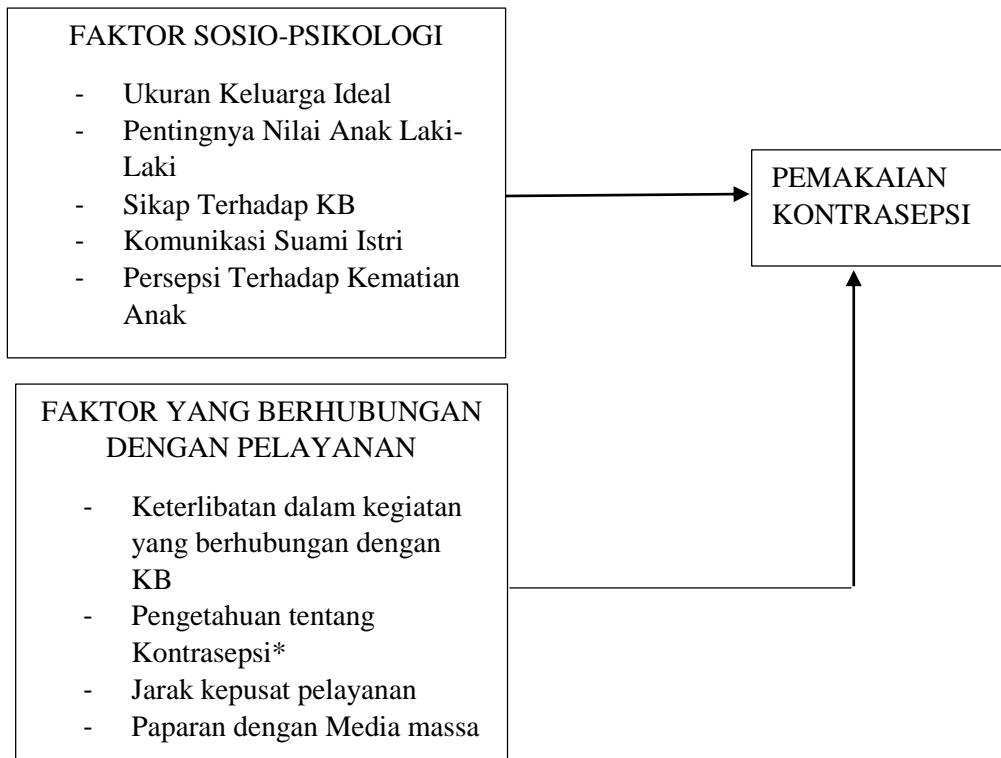 FAKTOR SOSIO-PSIKOLOGI
- Ukuran Keluarga Ideal
- Pentingnya Nilai Anak Laki-
Laki
- Sikap Terhadap KB
- Komunikasi Suami Istri
- Persepsi Terhadap Kematian
Anak
PEMAKAIAN
KONTRASEPSI
FAKTOR YANG BERHUBUNGAN
DENGAN PELAYANAN
- Keterlibatan dalam kegiatan
yang berhubungan dengan
KB
- Pengetahuan tentang
Kontrasepsi*
- Jarak kepusat pelayanan
- Paparan dengan Media massa